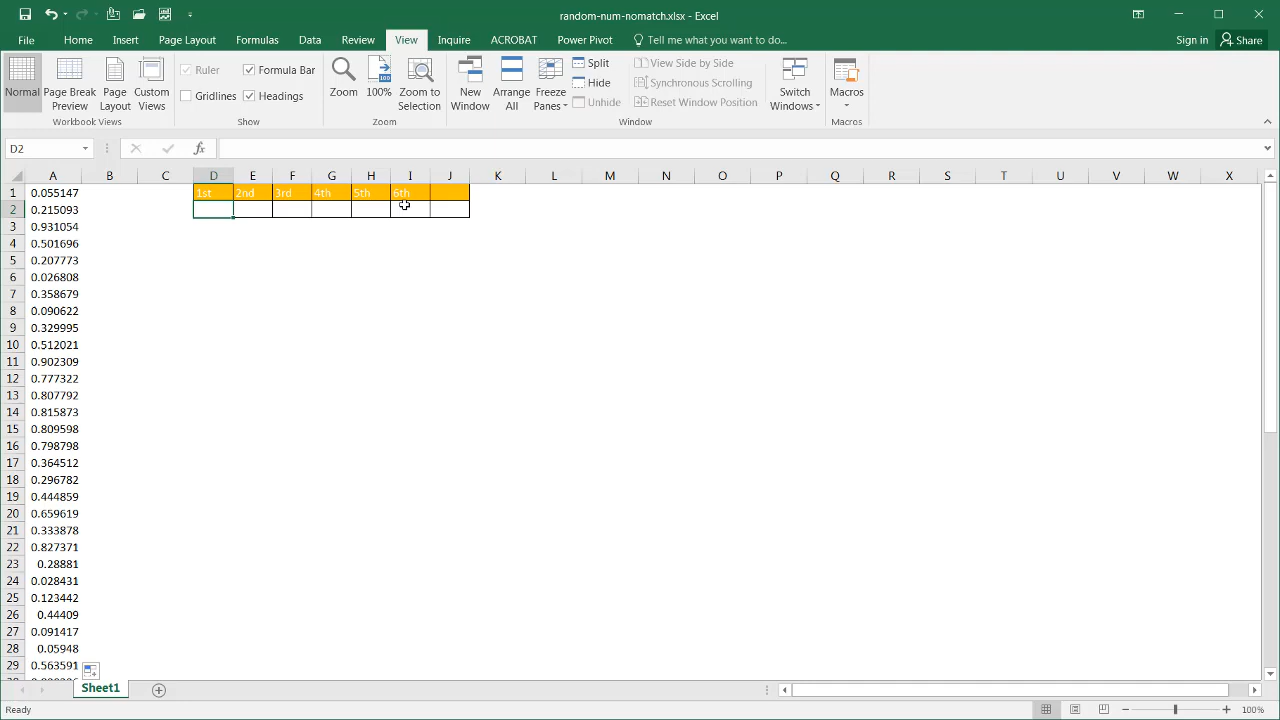 random-num-nomatch.xlsx - Excel
File Home Insert Page Layout Formulas Data Review View Inquire ACROBAT Power Pivot Tell me what you want to do... Sign in Share
Normal
Page Break
Preview
Page
Layout
Custom
Views
Workbook Views
Ruler
Formula Bar
Gridlines
Headings
Show
Zoom
100
100%
Zoom to
Selection
Zoom
New
Window
Arrange
All
Freeze
Panes
Split
Hide
Unhide
View Side by Side
Synchronous Scrolling
Reset Window Position
Window
Switch
Windows
Macros
Macros
D2 fx
A B C D E F G H I J K L M N O P Q R S T U V W X
1 0.055147 1st 2nd 3rd 4th 5th 6th
2 0.215093
3 0.931054
4 0.501696
5 0.207773
6 0.026808
7 0.358679
8 0.090622
9 0.329995
10 0.512021
11 0.902309
12 0.777322
13 0.807792
14 0.815873
15 0.809598
16 0.798798
17 0.364512
18 0.296782
19 0.444859
20 0.659619
21 0.333878
22 0.827371
23 0.28881
24 0.028431
25 0.123442
26 0.44409
27 0.091417
28 0.05948
29 0.563591
Sheet1
Ready 100%